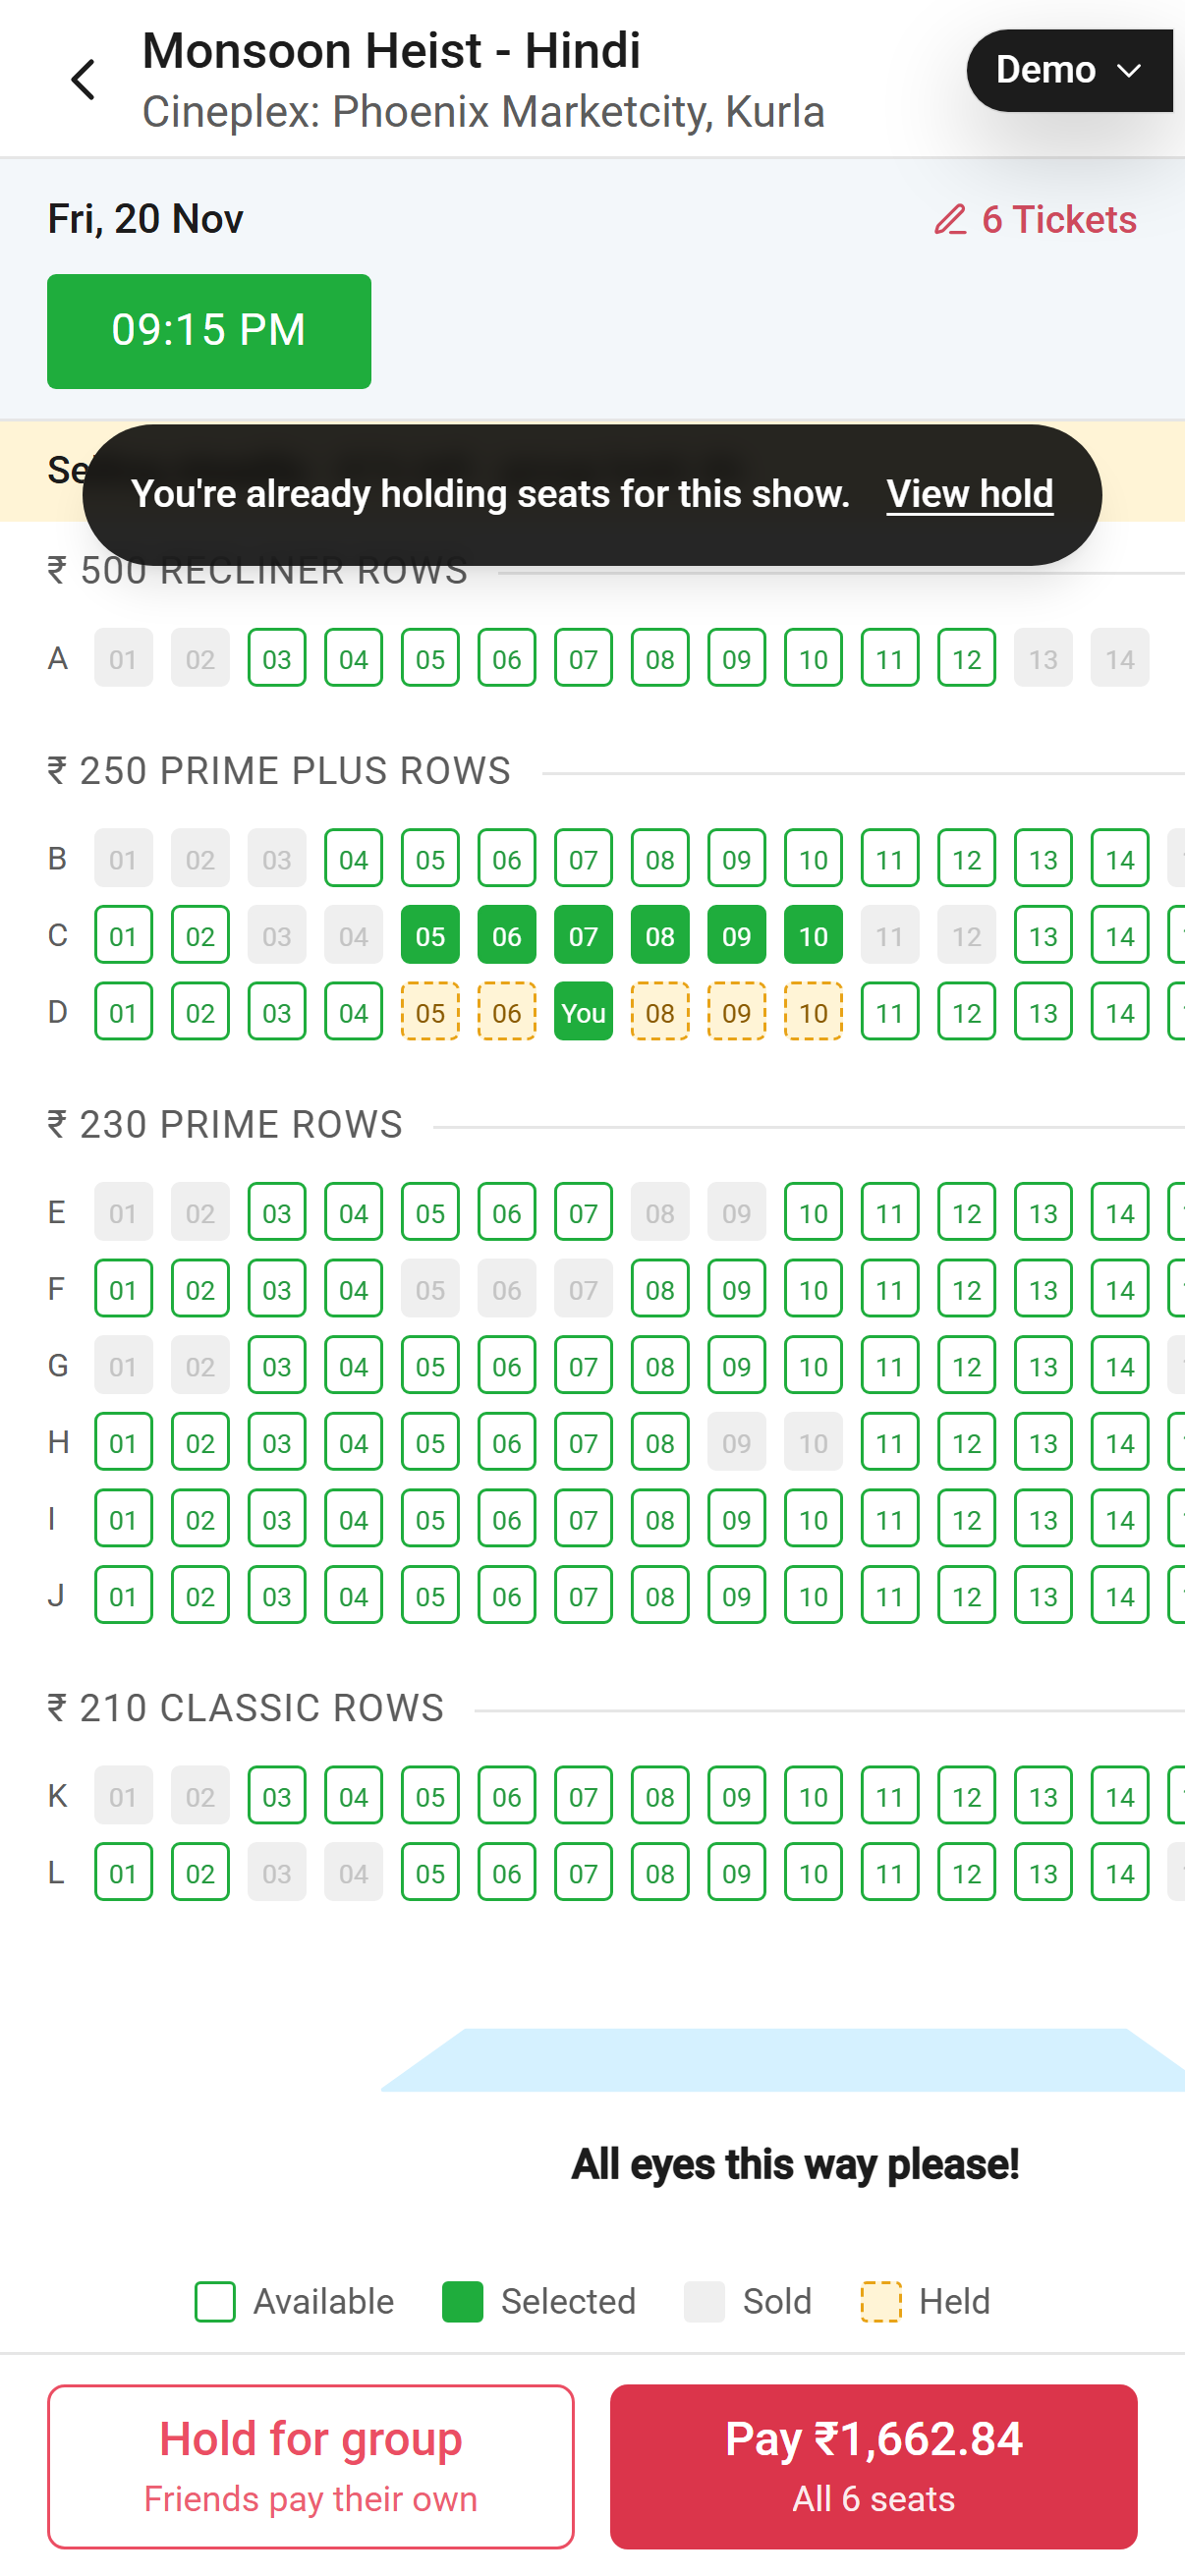 Monsoon Heist - Hindi
Cineplex: Phoenix Marketcity, Kurla
Demo
Fri, 20 Nov
6 Tickets
09:15 PM
You're already holding seats for this show. View hold
₹ 500 RECLINER ROWS
A 01 02 03 04 05 06 07 08 09 10 11 12 13 14
₹ 250 PRIME PLUS ROWS
B 01 02 03 04 05 06 07 08 09 10 11 12 13 14
C 01 02 03 04 05 06 07 08 09 10 11 12 13 14
D 01 02 03 04 05 06 You 08 09 10 11 12 13 14
₹ 230 PRIME ROWS
E 01 02 03 04 05 06 07 08 09 10 11 12 13 14
F 01 02 03 04 05 06 07 08 09 10 11 12 13 14
G 01 02 03 04 05 06 07 08 09 10 11 12 13 14
H 01 02 03 04 05 06 07 08 09 10 11 12 13 14
I 01 02 03 04 05 06 07 08 09 10 11 12 13 14
J 01 02 03 04 05 06 07 08 09 10 11 12 13 14
₹ 210 CLASSIC ROWS
K 01 02 03 04 05 06 07 08 09 10 11 12 13 14
L 01 02 03 04 05 06 07 08 09 10 11 12 13 14
All eyes this way please!
Available Selected Sold Held
Hold for group
Friends pay their own
Pay ₹1,662.84
All 6 seats